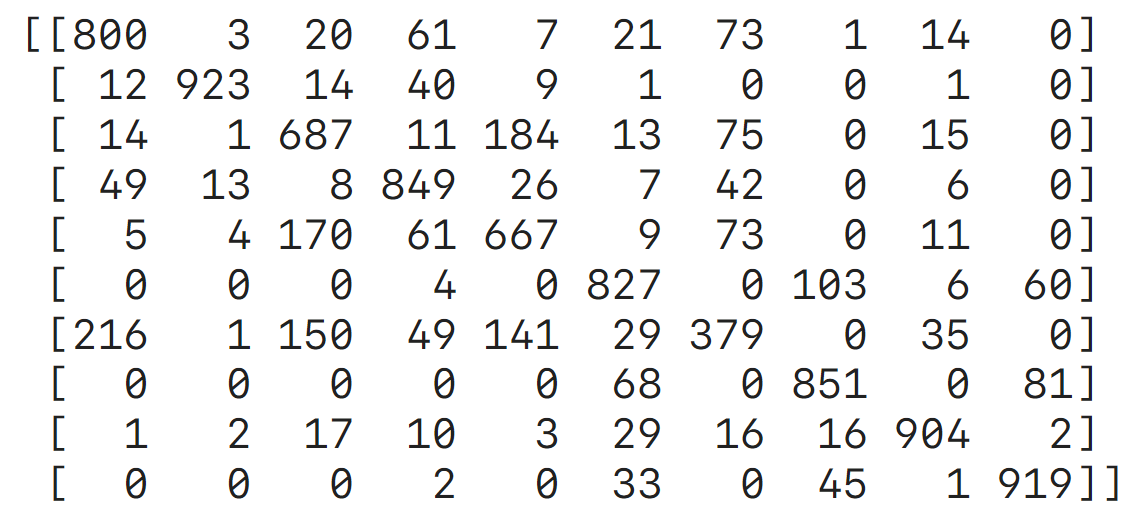 [[800 3 20 61 7 21 73 1 14 0]
[ 12 923 14 40 9 1 0 0 1 0]
[ 14 1 687 11 184 13 75 0 15 0]
[ 49 13 8 849 26 7 42 0 6 0]
[ 5 4 170 61 667 9 73 0 11 0]
[ 0 0 0 4 0 827 0 103 6 60]
[216 1 150 49 141 29 379 0 35 0]
[ 0 0 0 0 0 68 0 851 0 81]
[ 1 2 17 10 3 29 16 16 904 2]
[ 0 0 0 2 0 33 0 45 1 919]]